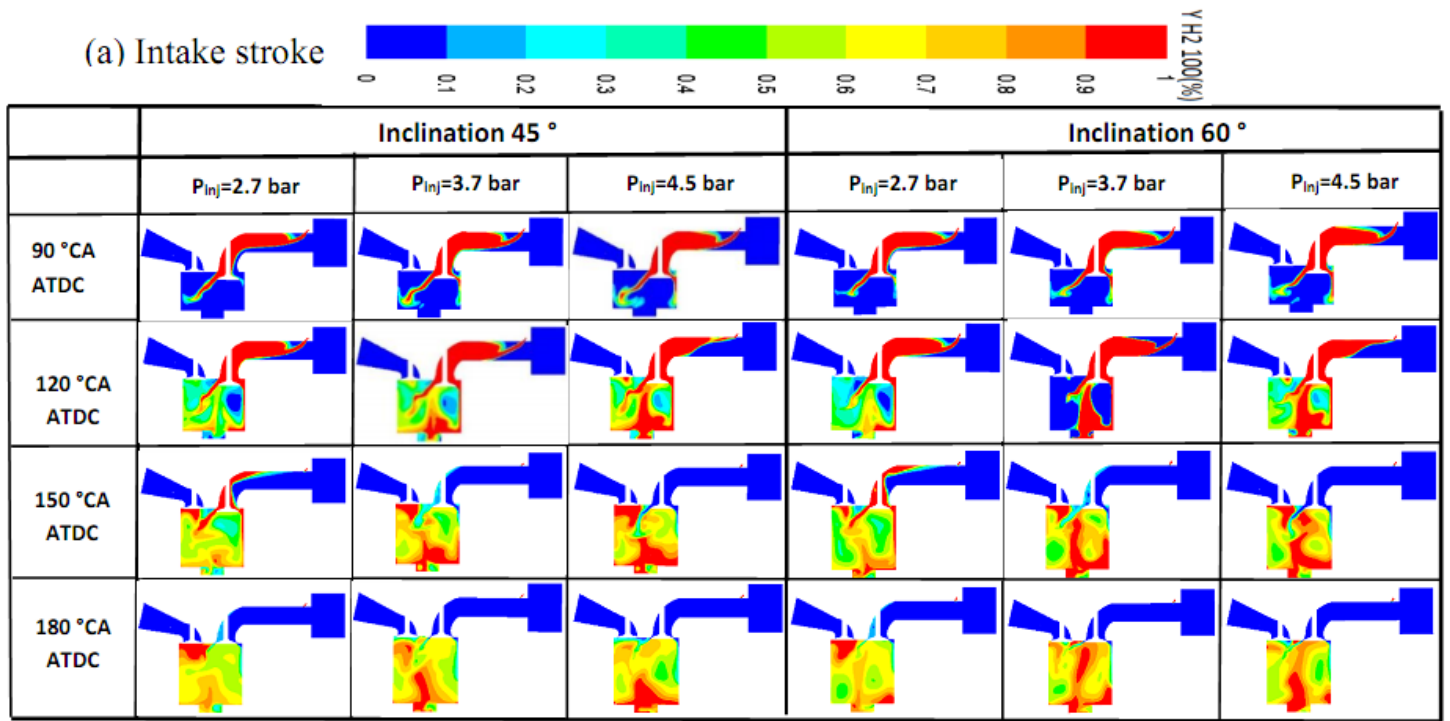 (a) Intake stroke
0 0.1 0.2 0.3 0.4 0.5 0.6 0.7 0.8 0.9 1
Y H2 100(%)
Inclination 45 ° Inclination 60 °
PInj=2.7 bar PInj=3.7 bar PInj=4.5 bar PInj=2.7 bar PInj=3.7 bar PInj=4.5 bar
90 °CA
ATDC
120 °CA
ATDC
150 °CA
ATDC
180 °CA
ATDC